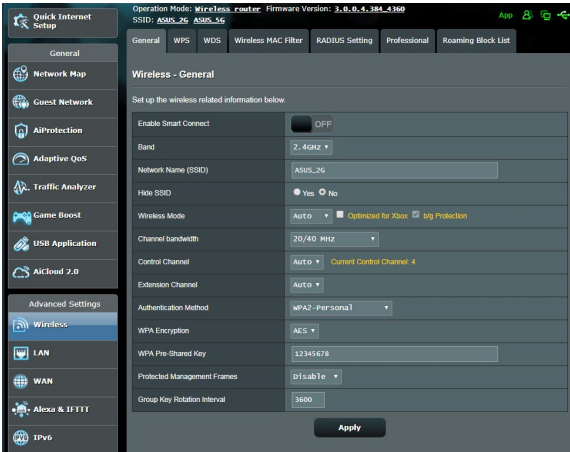 Quick Internet
Setup
General
Network Map
Guest Network
AiProtection
Adaptive QoS
Traffic Analyzer
Game Boost
USB Application
AiCloud 2.0
Advanced Settings
Wireless
LAN
WAN
Alexa & IFTTT
IPv6
Operation Mode: Wireless router Firmware Version: 3.0.0.4.384_4360
SSID: ASUS_2G ASUS_5G
App
General WPS WDS Wireless MAC Filter RADIUS Setting Professional Roaming Block List
Wireless - General
Set up the wireless related information below.
Enable Smart Connect OFF
Band 2.4GHz
Network Name (SSID) ASUS_2G
Hide SSID Yes No
Wireless Mode Auto Optimized for Xbox b/g Protection
Channel bandwidth 20/40 MHz
Control Channel Auto Current Control Channel: 4
Extension Channel Auto
Authentication Method WPA2-Personal
WPA Encryption AES
WPA Pre-Shared Key 12345678
Protected Management Frames Disable
Group Key Rotation Interval 3600
Apply